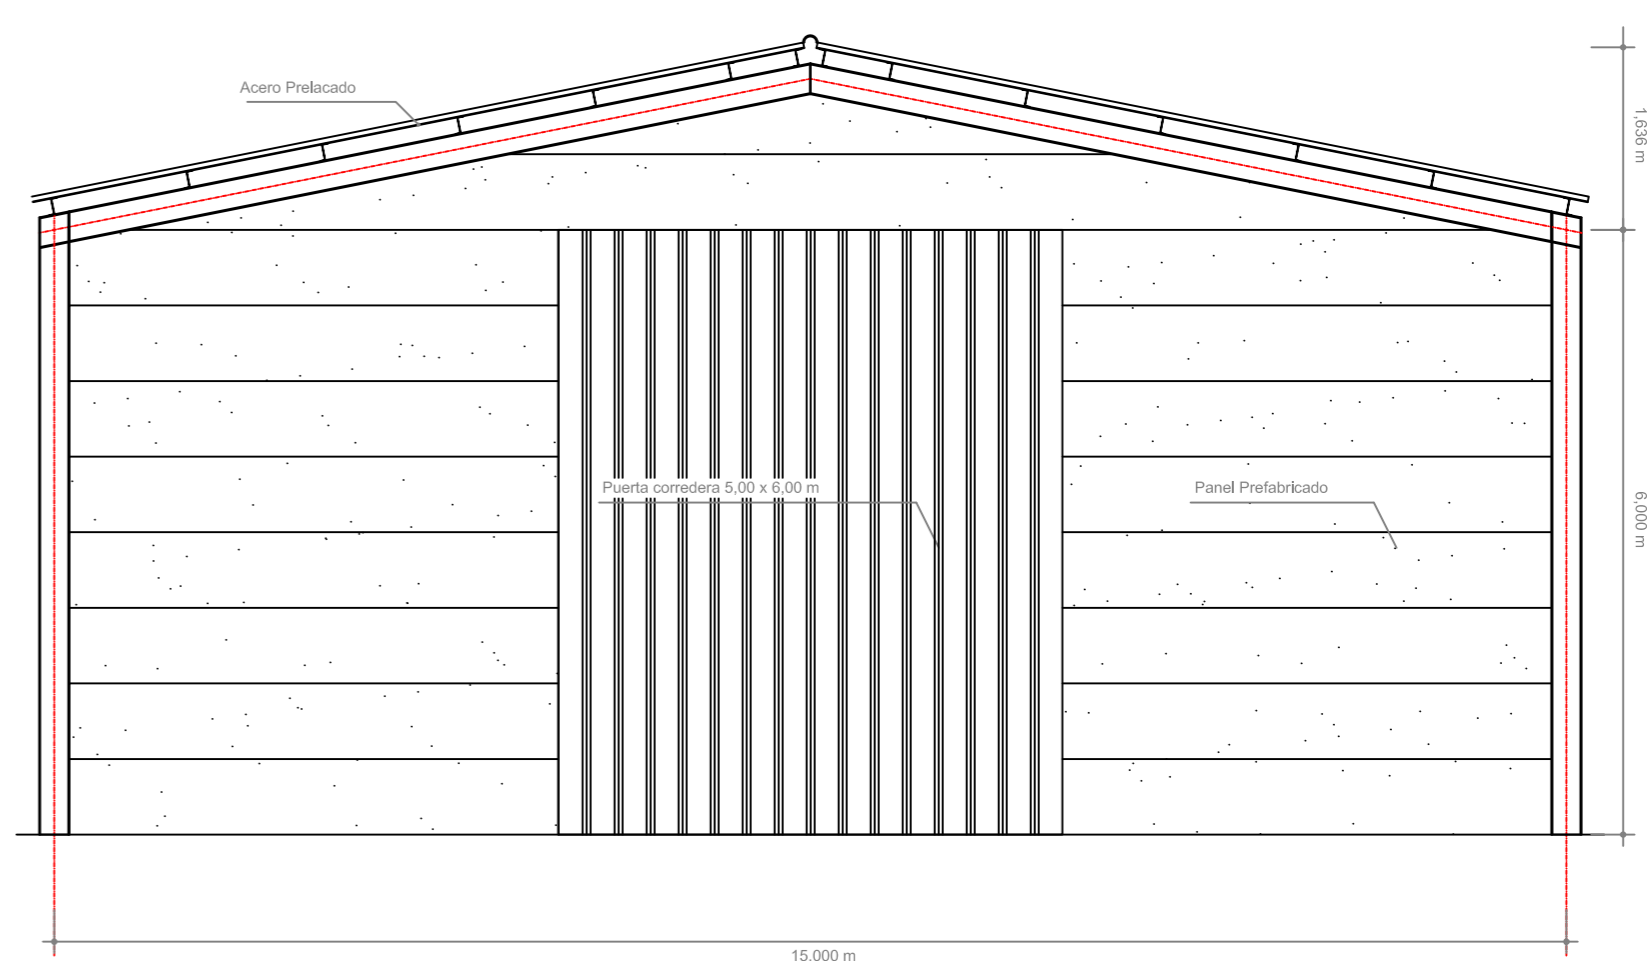 Acero Prelacado
1,636 m
Puerta corredera 5,00 x 6,00 m
Panel Prefabricado
6,000 m
15,000 m